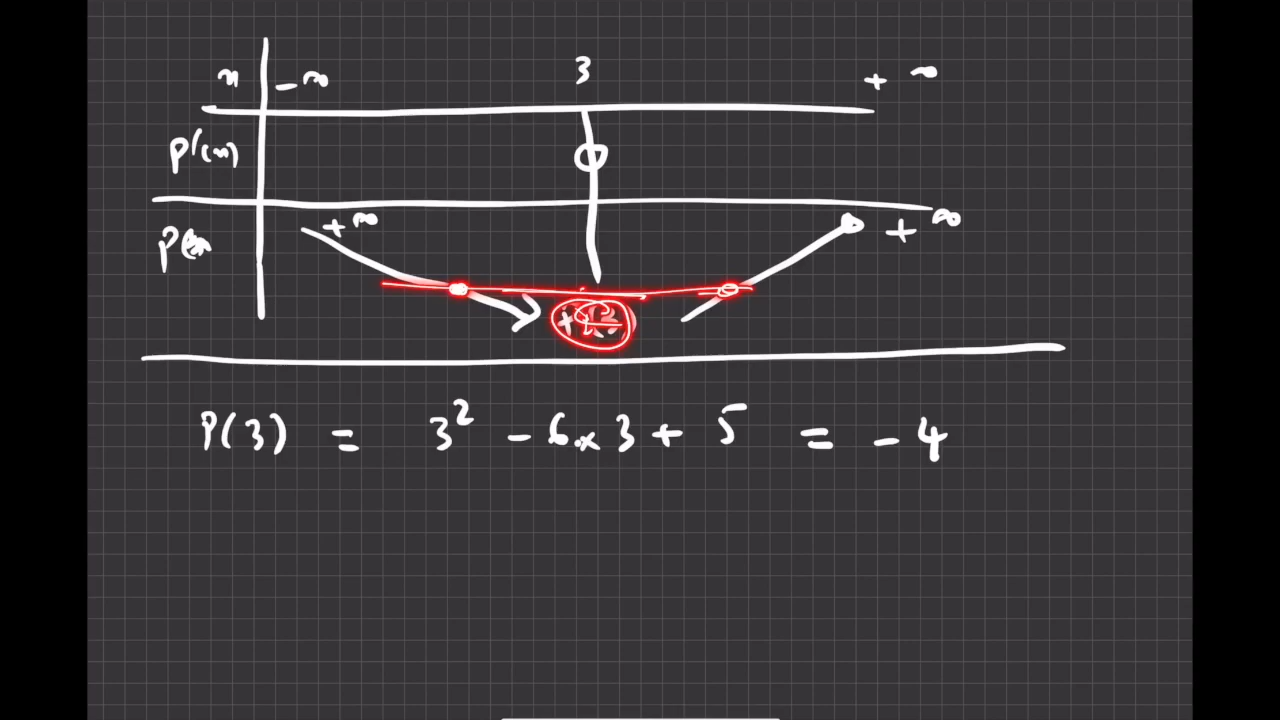 x -∞ 3 +∞
P'(x) 0
P(x +∞ +∞
P(3) = 3² - 6.x 3 + 5 = -4